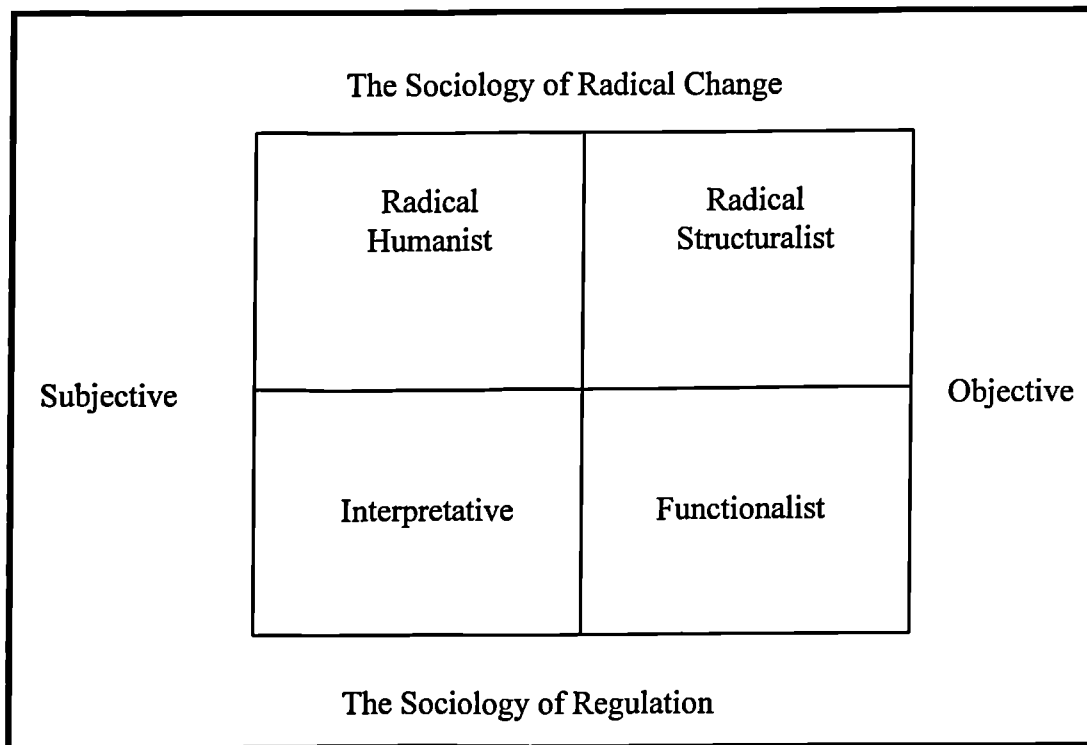 The Sociology of Radical Change
Radical
Humanist
Radical
Structuralist
Subjective
Objective
Interpretative
Functionalist
The Sociology of Regulation